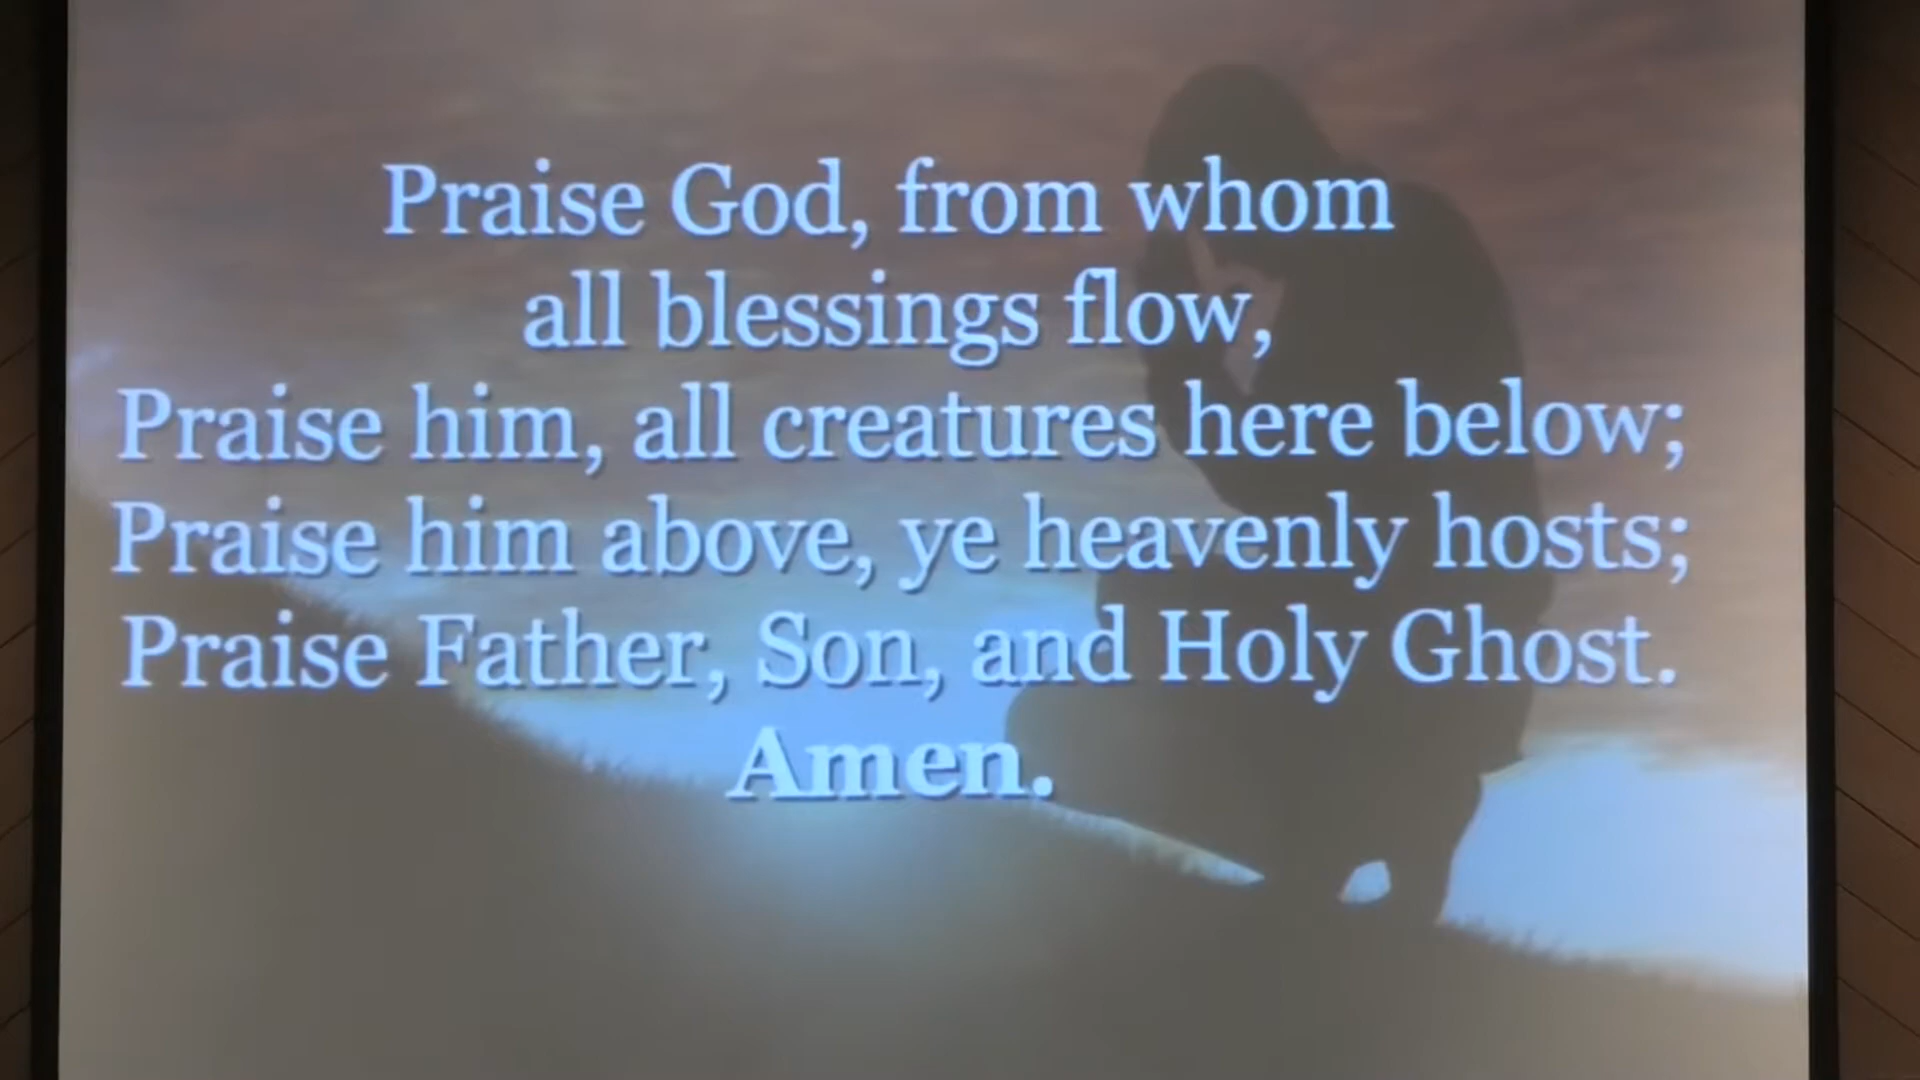 Praise God, from whom
all blessings flow,
Praise him, all creatures here below;
Praise him above, ye heavenly hosts;
Praise Father, Son, and Holy Ghost.
Amen.